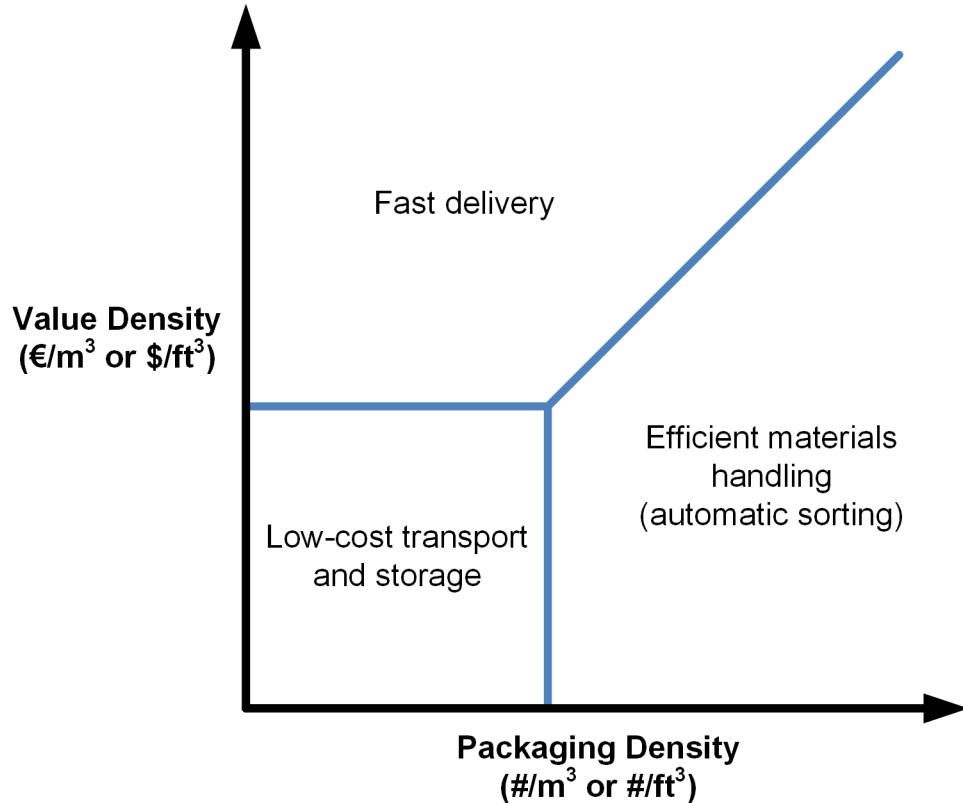 Fast delivery
Value Density
(€/m³ or $/ft³)
Efficient materials
handling
(automatic sorting)
Low-cost transport
and storage
Packaging Density
(#/m³ or #/ft³)